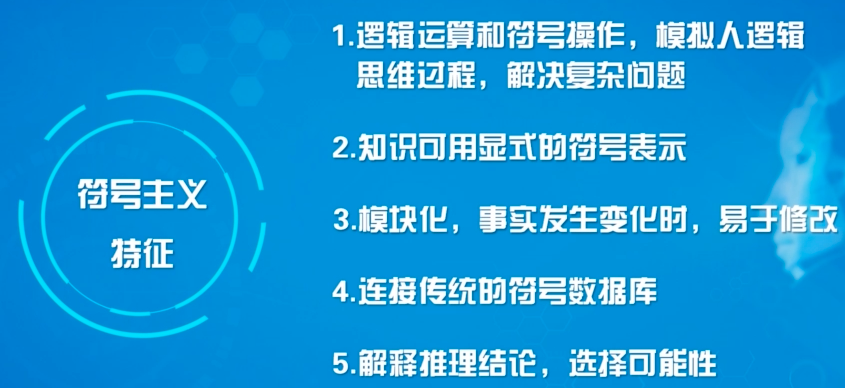 符号主义
特征
1.逻辑运算和符号操作，模拟人逻辑
思维过程，解决复杂问题
2.知识可用显式的符号表示
3.模块化，事实发生变化时，易于修改
4.连接传统的符号数据库
5.解释推理结论，选择可能性